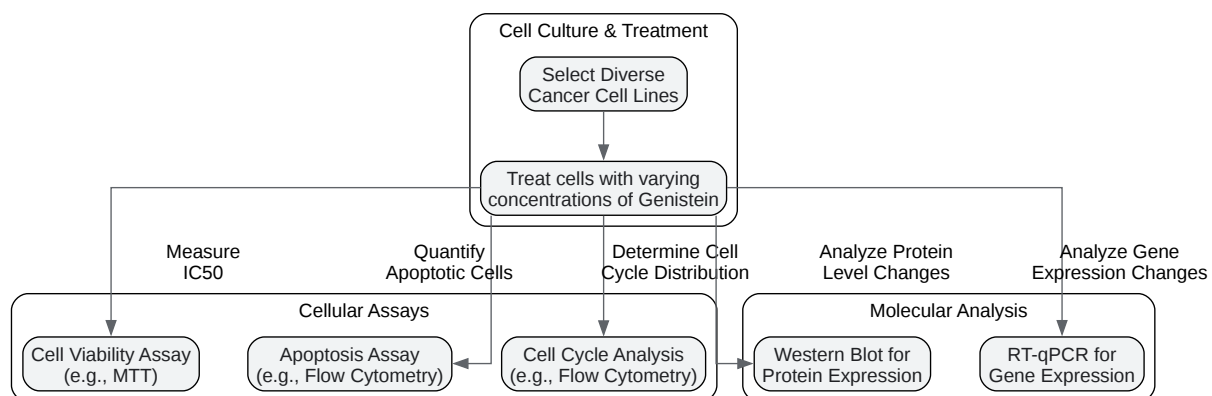 Cell Culture & Treatment
Select Diverse
Cancer Cell Lines
Treat cells with varying
concentrations of Genistein
Measure
IC50
Quantify
Apoptotic Cells
Determine Cell
Cycle Distribution
Analyze Protein
Level Changes
Analyze Gene
Expression Changes
Cellular Assays
Cell Viability Assay
(e.g., MTT)
Apoptosis Assay
(e.g., Flow Cytometry)
Cell Cycle Analysis
(e.g., Flow Cytometry)
Molecular Analysis
Western Blot for
Protein Expression
RT-qPCR for
Gene Expression